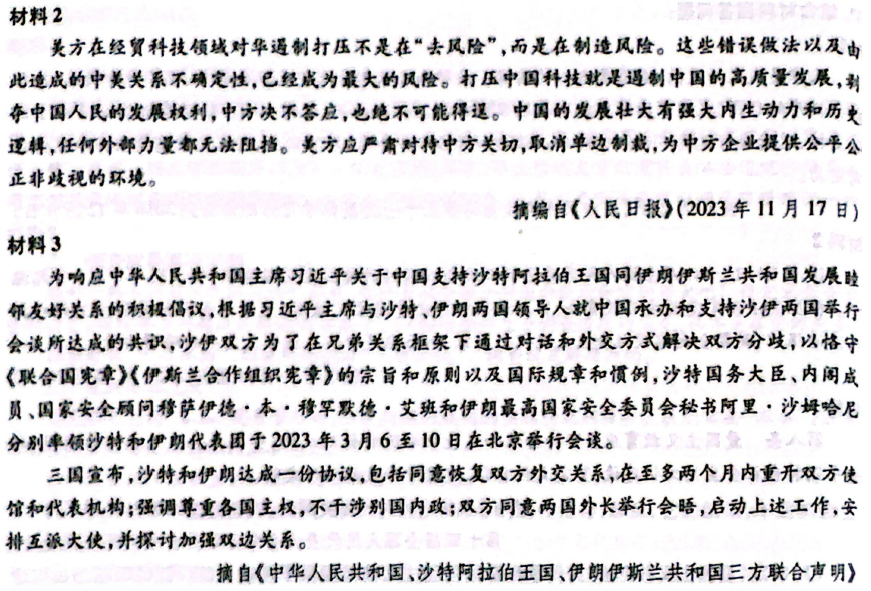 材料2
美方在经贸科技领域对华遏制打压不是在“去风险”,而是在制造风险。这些错误做法以及由
此造成的中美关系不确定性,已经成为最大的风险。打压中国科技就是遏制中国的高质量发展,剥
夺中国人民的发展权利,中方决不答应,也绝不可能得逞。中国的发展壮大有强大内生动力和历史
逻辑,任何外部力量都无法阻挡。美方应严肃对待中方关切,取消单边制裁,为中方企业提供公平公
正非歧视的环境。
摘编自《人民日报》(2023年11月17日)
材料3
为响应中华人民共和国主席习近平关于中国支持沙特阿拉伯王国同伊朗伊斯兰共和国发展睦
邻友好关系的积极倡议,根据习近平主席与沙特、伊朗两国领导人就中国承办和支持沙伊两国举行
会谈所达成的共识,沙伊双方为了在兄弟关系框架下通过对话和外交方式解决双方分歧,以恪守
《联合国宪章》《伊斯兰合作组织宪章》的宗旨和原则以及国际规章和惯例,沙特国务大臣、内阁成
员、国家安全顾问穆萨伊德·本·穆罕默德·艾班和伊朗最高国家安全委员会秘书阿里·沙姆哈尼
分别率领沙特和伊朗代表团于2023年3月6至10日在北京举行会谈。
三国宣布,沙特和伊朗达成一份协议,包括同意恢复双方外交关系,在至多两个月内重开双方使
馆和代表机构;强调尊重各国主权,不干涉别国内政;双方同意两国外长举行会晤,启动上述工作,安
排互派大使,并探讨加强双边关系。
摘自《中华人民共和国、沙特阿拉伯王国、伊朗伊斯兰共和国三方联合声明》